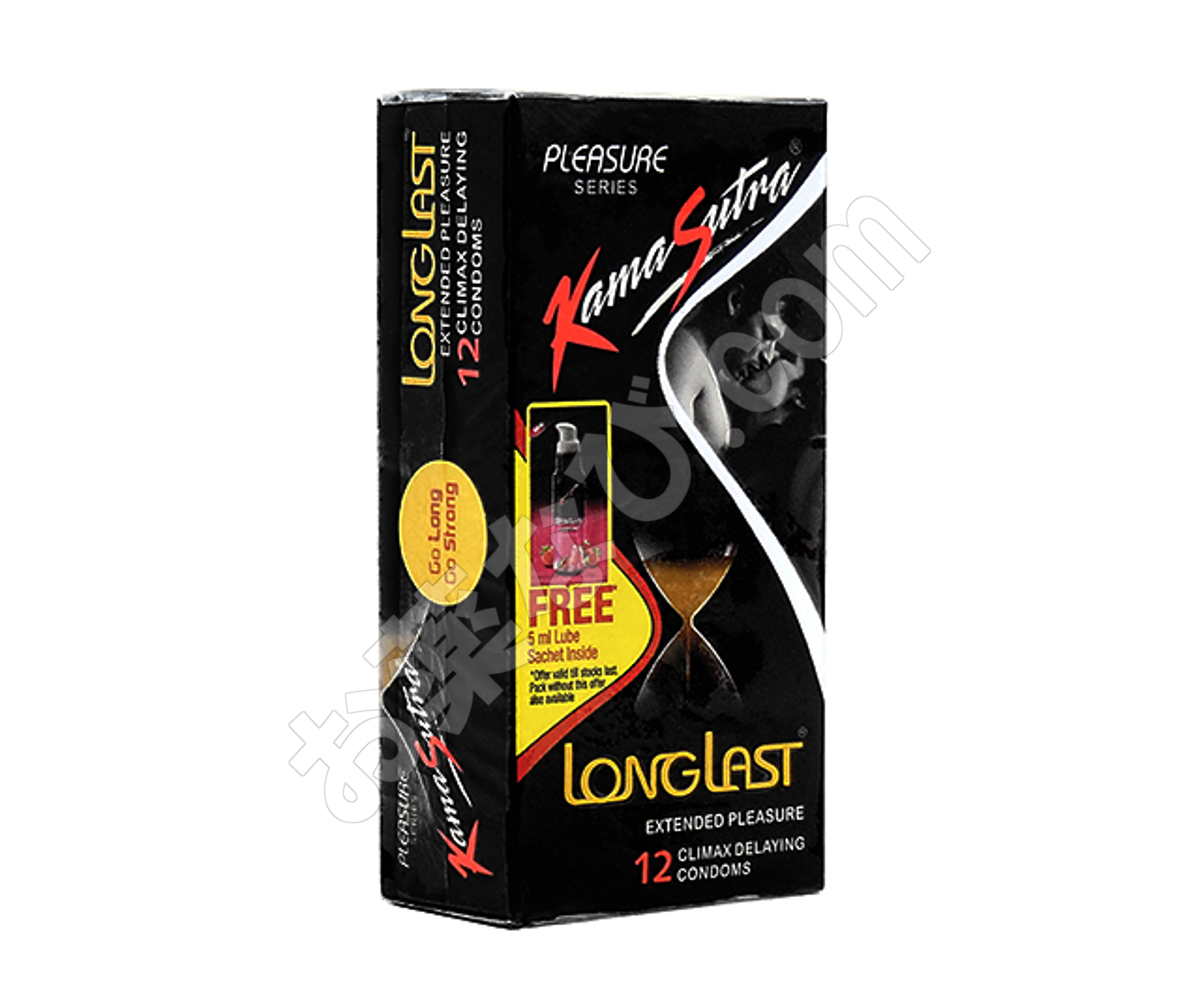 PLEASURE
SERIES
KamaSutra®
FREE*
5 ml Lube
Sachet Inside
*Offer valid till stocks last.
Pack without this offer
also available
LONGLAST®
EXTENDED PLEASURE
12 CLIMAX DELAYING
CONDOMS
LONGLAST
EXTENDED PLEASURE
12 CLIMAX DELAYING
CONDOMS
Go Long
Go Strong
PLEASURE
SERIES
KamaSutra
お薬なび.com